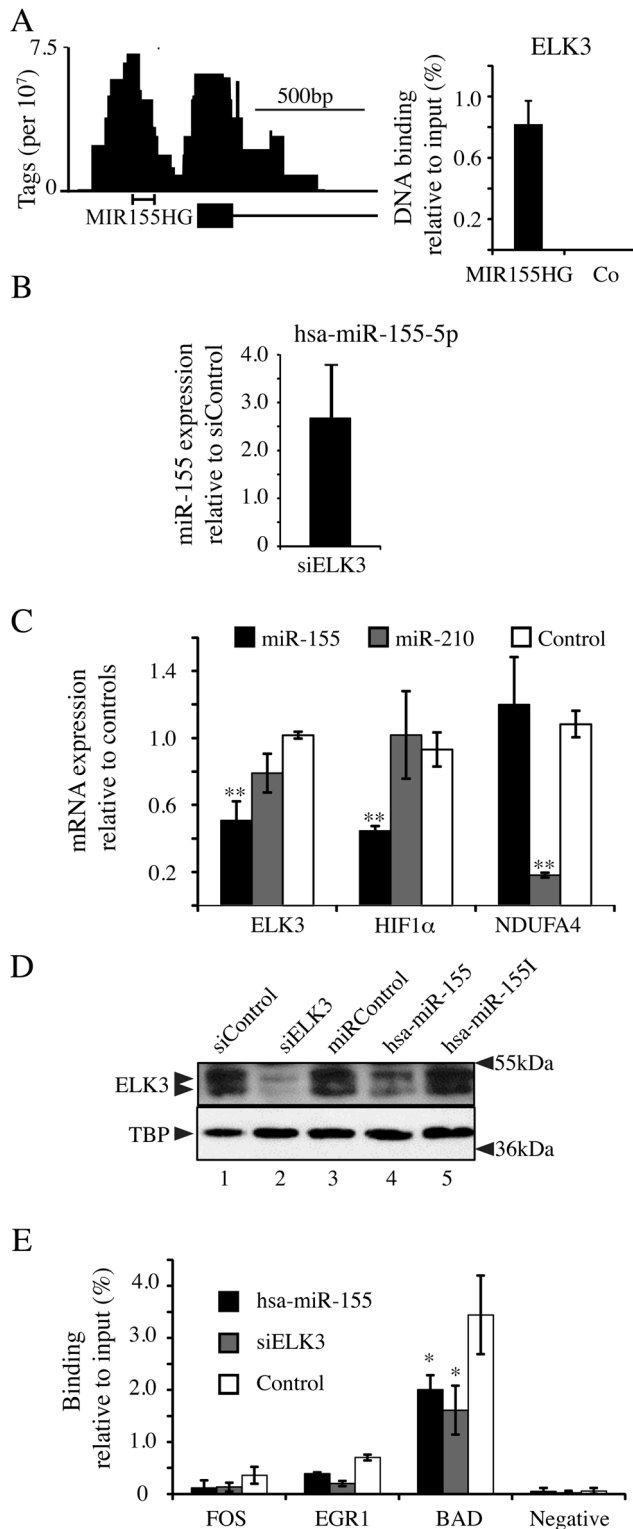 A
7.5
0
Tags (per 10⁷)
500bp
MIR155HG
ELK3
DNA binding
relative to input (%)
1.0
0.6
0.2
MIR155HG Co
B
hsa-miR-155-5p
miR-155 expression
relative to siControl
4.0
3.0
2.0
1.0
0
siELK3
C
miR-155 miR-210 Control
mRNA expression
relative to controls
1.4
1.0
0.6
0.2
** ** **
ELK3 HIF1α NDUFA4
D
siControl siELK3 miRControl hsa-miR-155 hsa-miR-155I
55kDa
ELK3
TBP
36kDa
1 2 3 4 5
E
Binding
relative to input (%)
4.0
3.0
2.0
1.0
0
hsa-miR-155
siELK3
Control
* *
FOS EGR1 BAD Negative